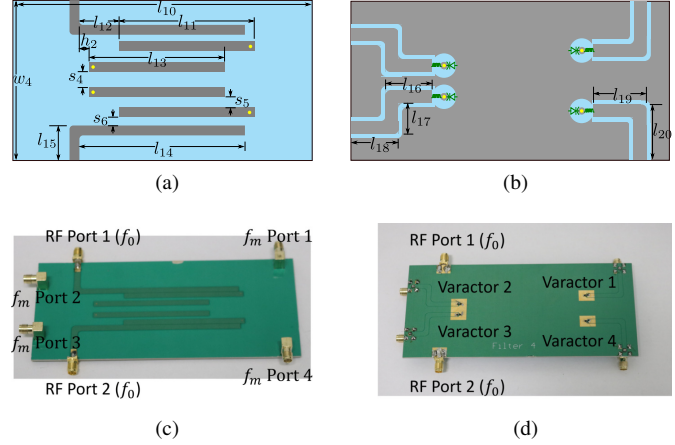 l10
l12
l11
h2
l13
w4
s4
s5
s6
l15
l14
(a)
l16
l17
l18
l19
l20
(b)
RF Port 1 (f0)
fm Port 1
fm Port 2
fm Port 3
fm Port 4
RF Port 2 (f0)
(c)
RF Port 1 (f0)
Varactor 2
Varactor 1
Varactor 3
Varactor 4
Filter 4
RF Port 2 (f0)
(d)